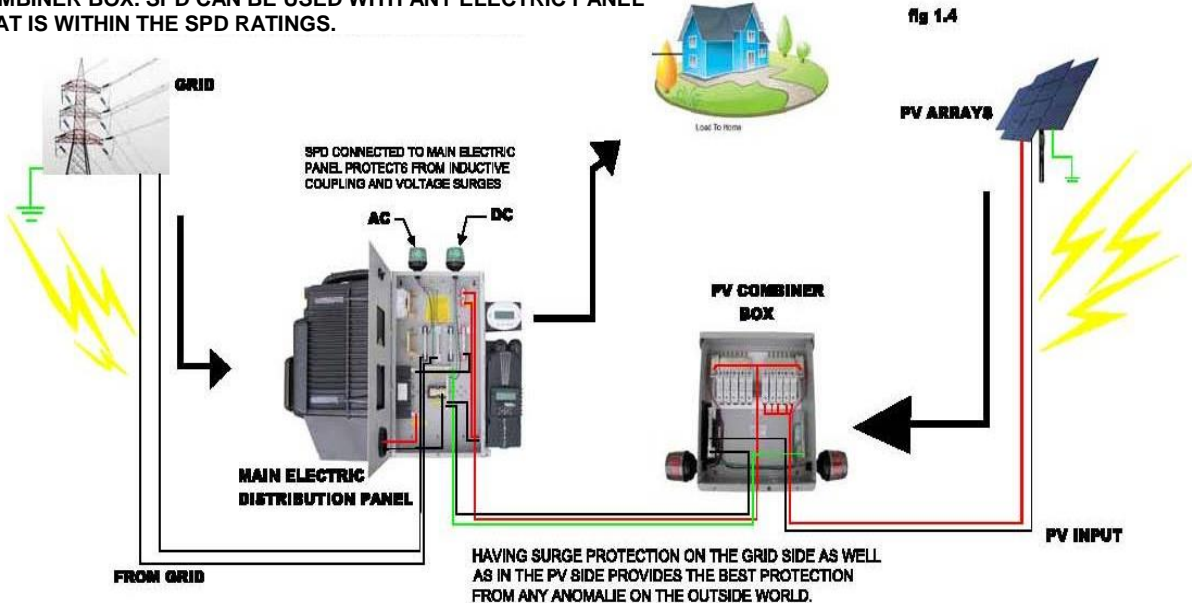 THAT IS WITHIN THE SPD RATINGS.
fig 1.4
GRID
Load To Home
PV ARRAYS
SPD CONNECTED TO MAIN ELECTRIC
PANEL PROTECTS FROM INDUCTIVE
COUPLING AND VOLTAGE SURGES
AC
DC
PV COMBINER
BOX
MAIN ELECTRIC
DISTRIBUTION PANEL
PV INPUT
FROM GRID
HAVING SURGE PROTECTION ON THE GRID SIDE AS WELL
AS IN THE PV SIDE PROVIDES THE BEST PROTECTION
FROM ANY ANOMALIE ON THE OUTSIDE WORLD.